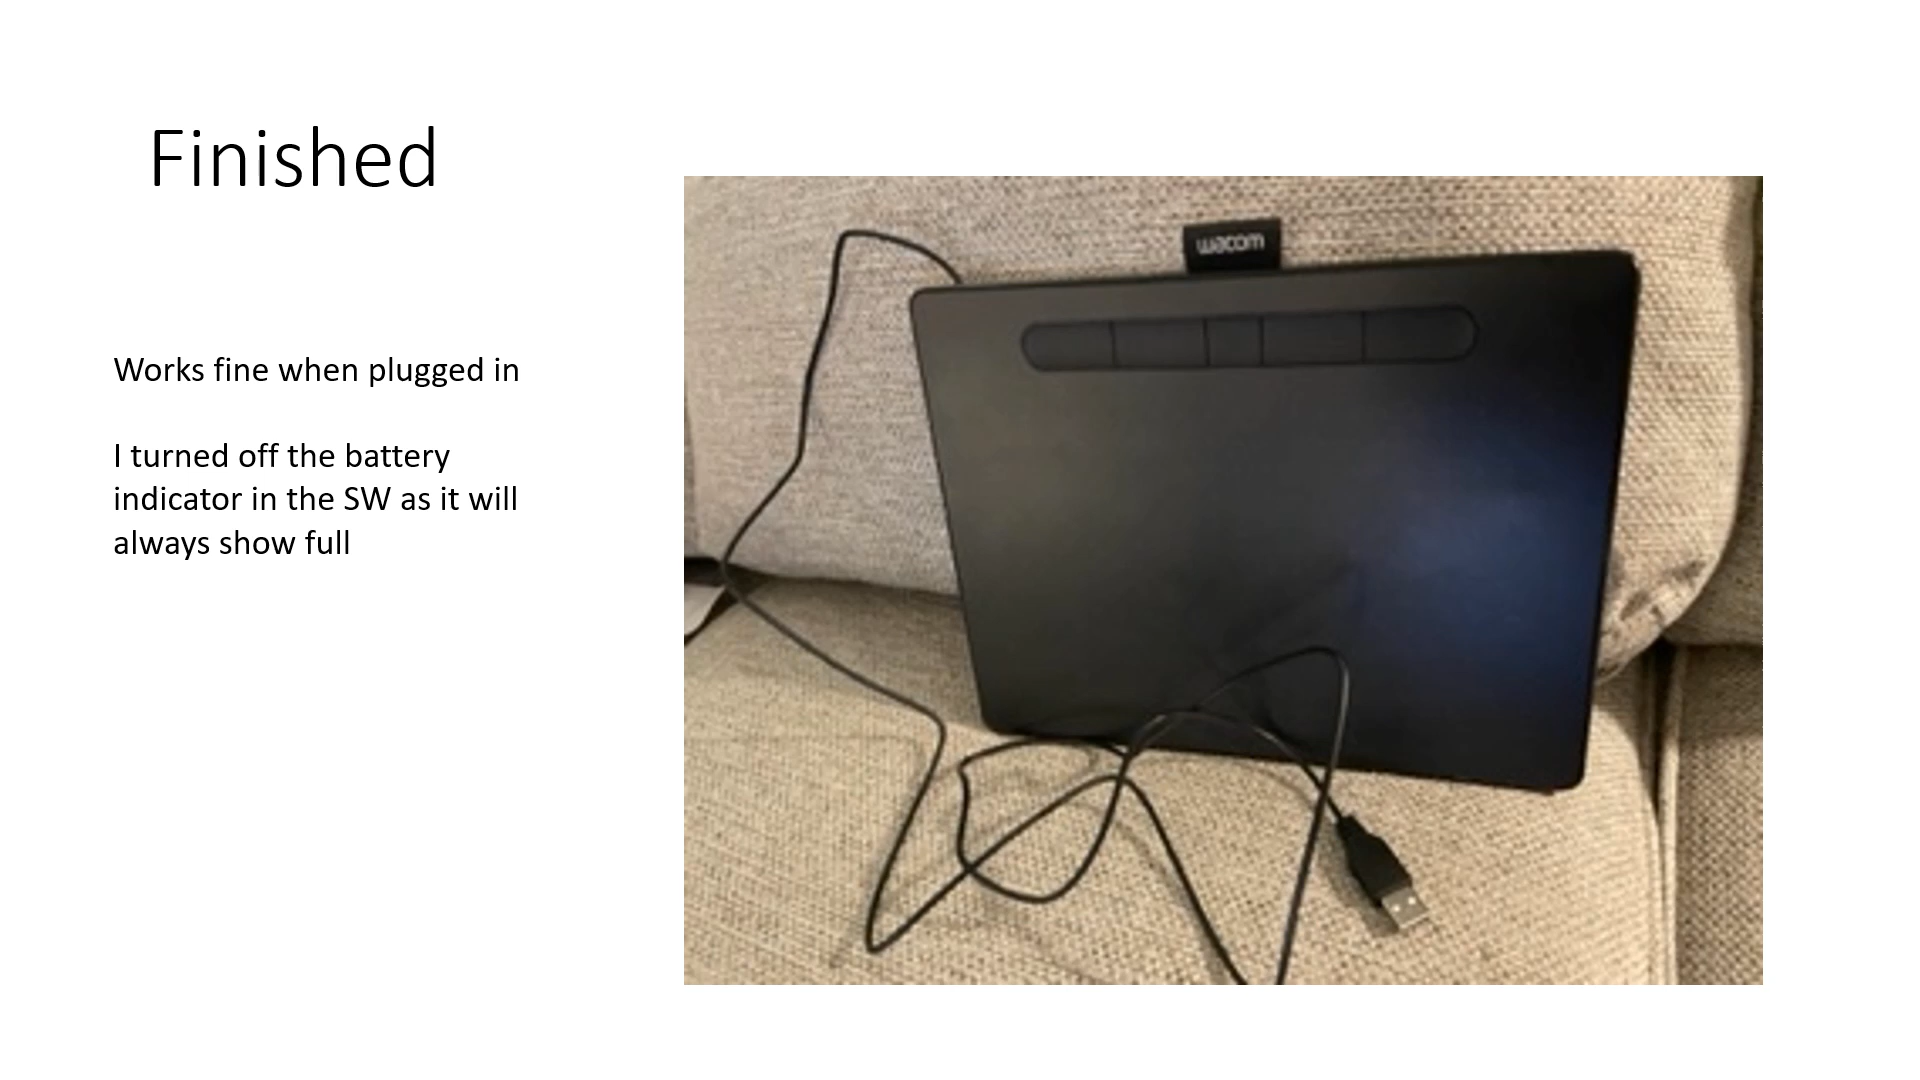 Finished
wacom
Works fine when plugged in
I turned off the battery
indicator in the SW as it will
always show full